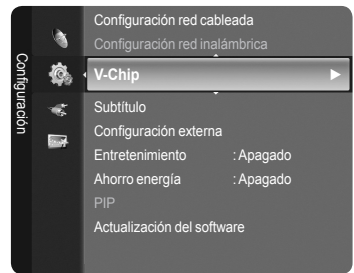 Configuración
Configuración red cableada
Configuración red inalámbrica
V-Chip
Subtítulo
Configuración externa
Entretenimiento : Apagado
Ahorro energía : Apagado
PIP
Actualización del software